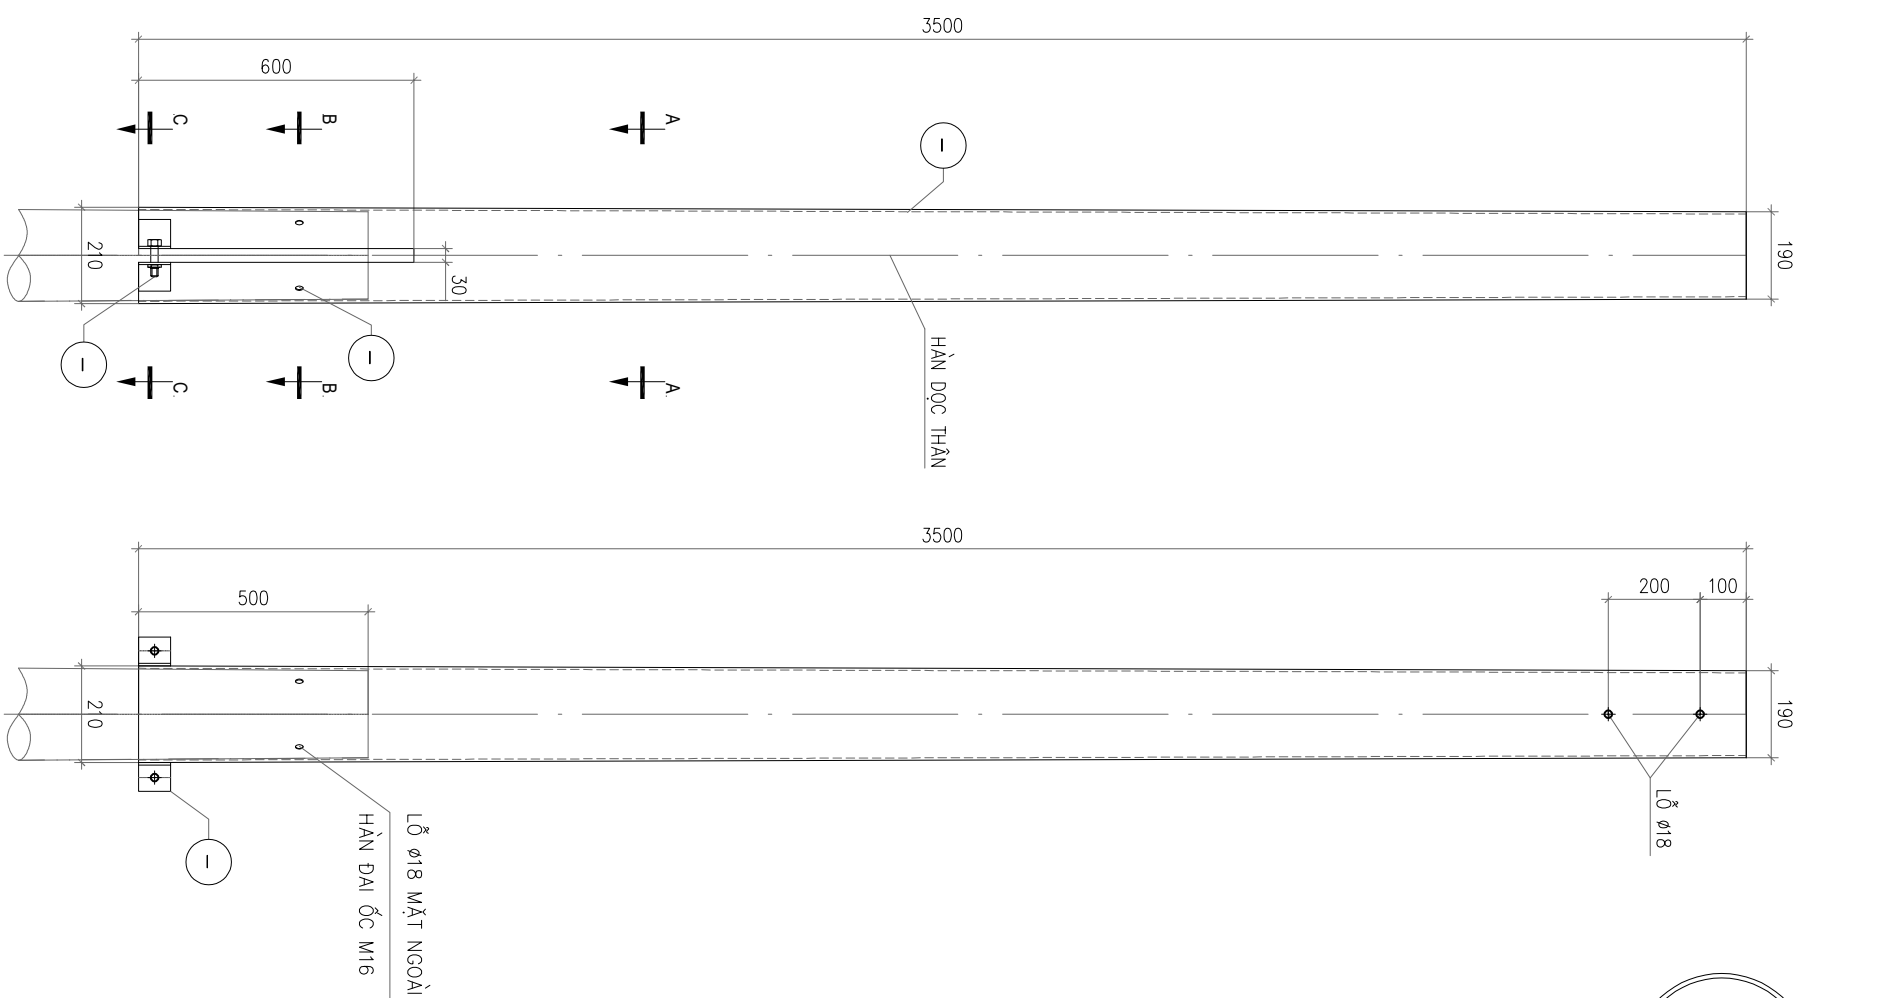 3500
600
C
B
A
190
210
30
C
B
A
HÀN DỌC THÂN
3500
500
200
100
210
190
LỖ Ø18
LỖ Ø18 MẶT NGOÀI
HÀN ĐAI ỐC M16